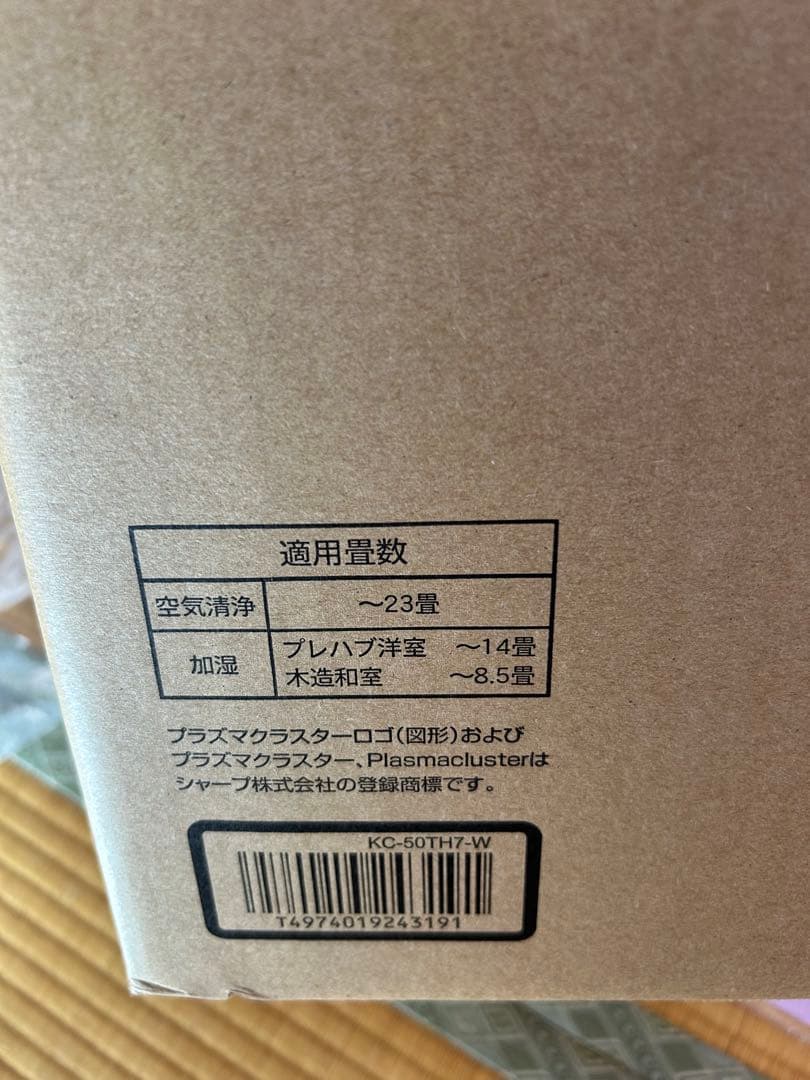 適用畳数
空気清浄 ～23畳
加湿 プレハブ洋室 ～14畳
木造和室 ～8.5畳
プラズマクラスターロゴ(図形)および
プラズマクラスター、Plasmaclusterは
シャープ株式会社の登録商標です。
KC-50TH7-W
T4974019243191